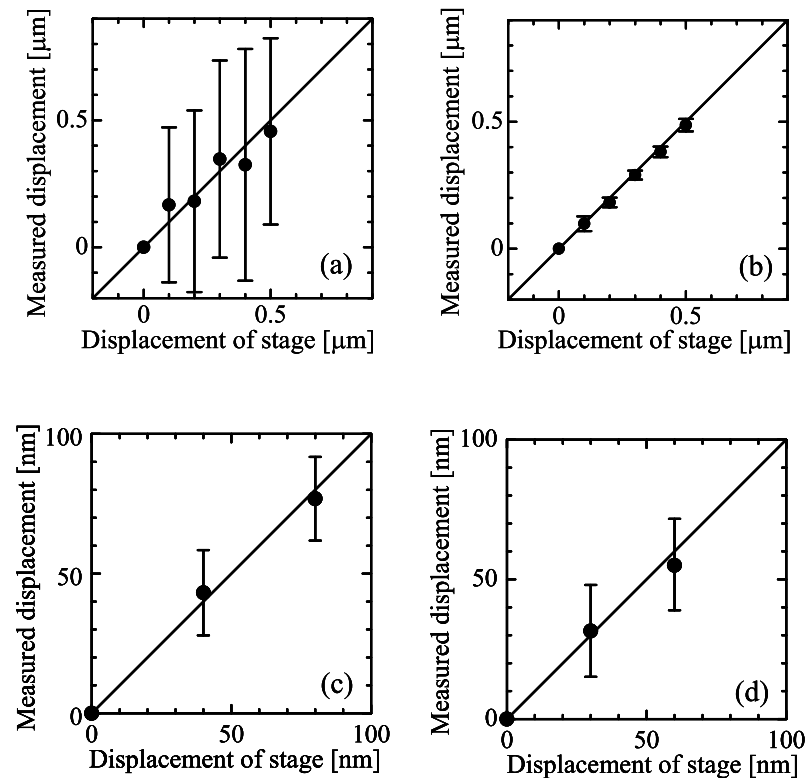 Measured displacement [μm]
0.5
0
(a)
0
0.5
Displacement of stage [μm]
Measured displacement [μm]
0.5
0
(b)
0
0.5
Displacement of stage [μm]
Measured displacement [nm]
100
50
0
(c)
0
50
100
Displacement of stage [nm]
Measured displacement [nm]
100
50
0
(d)
0
50
100
Displacement of stage [nm]